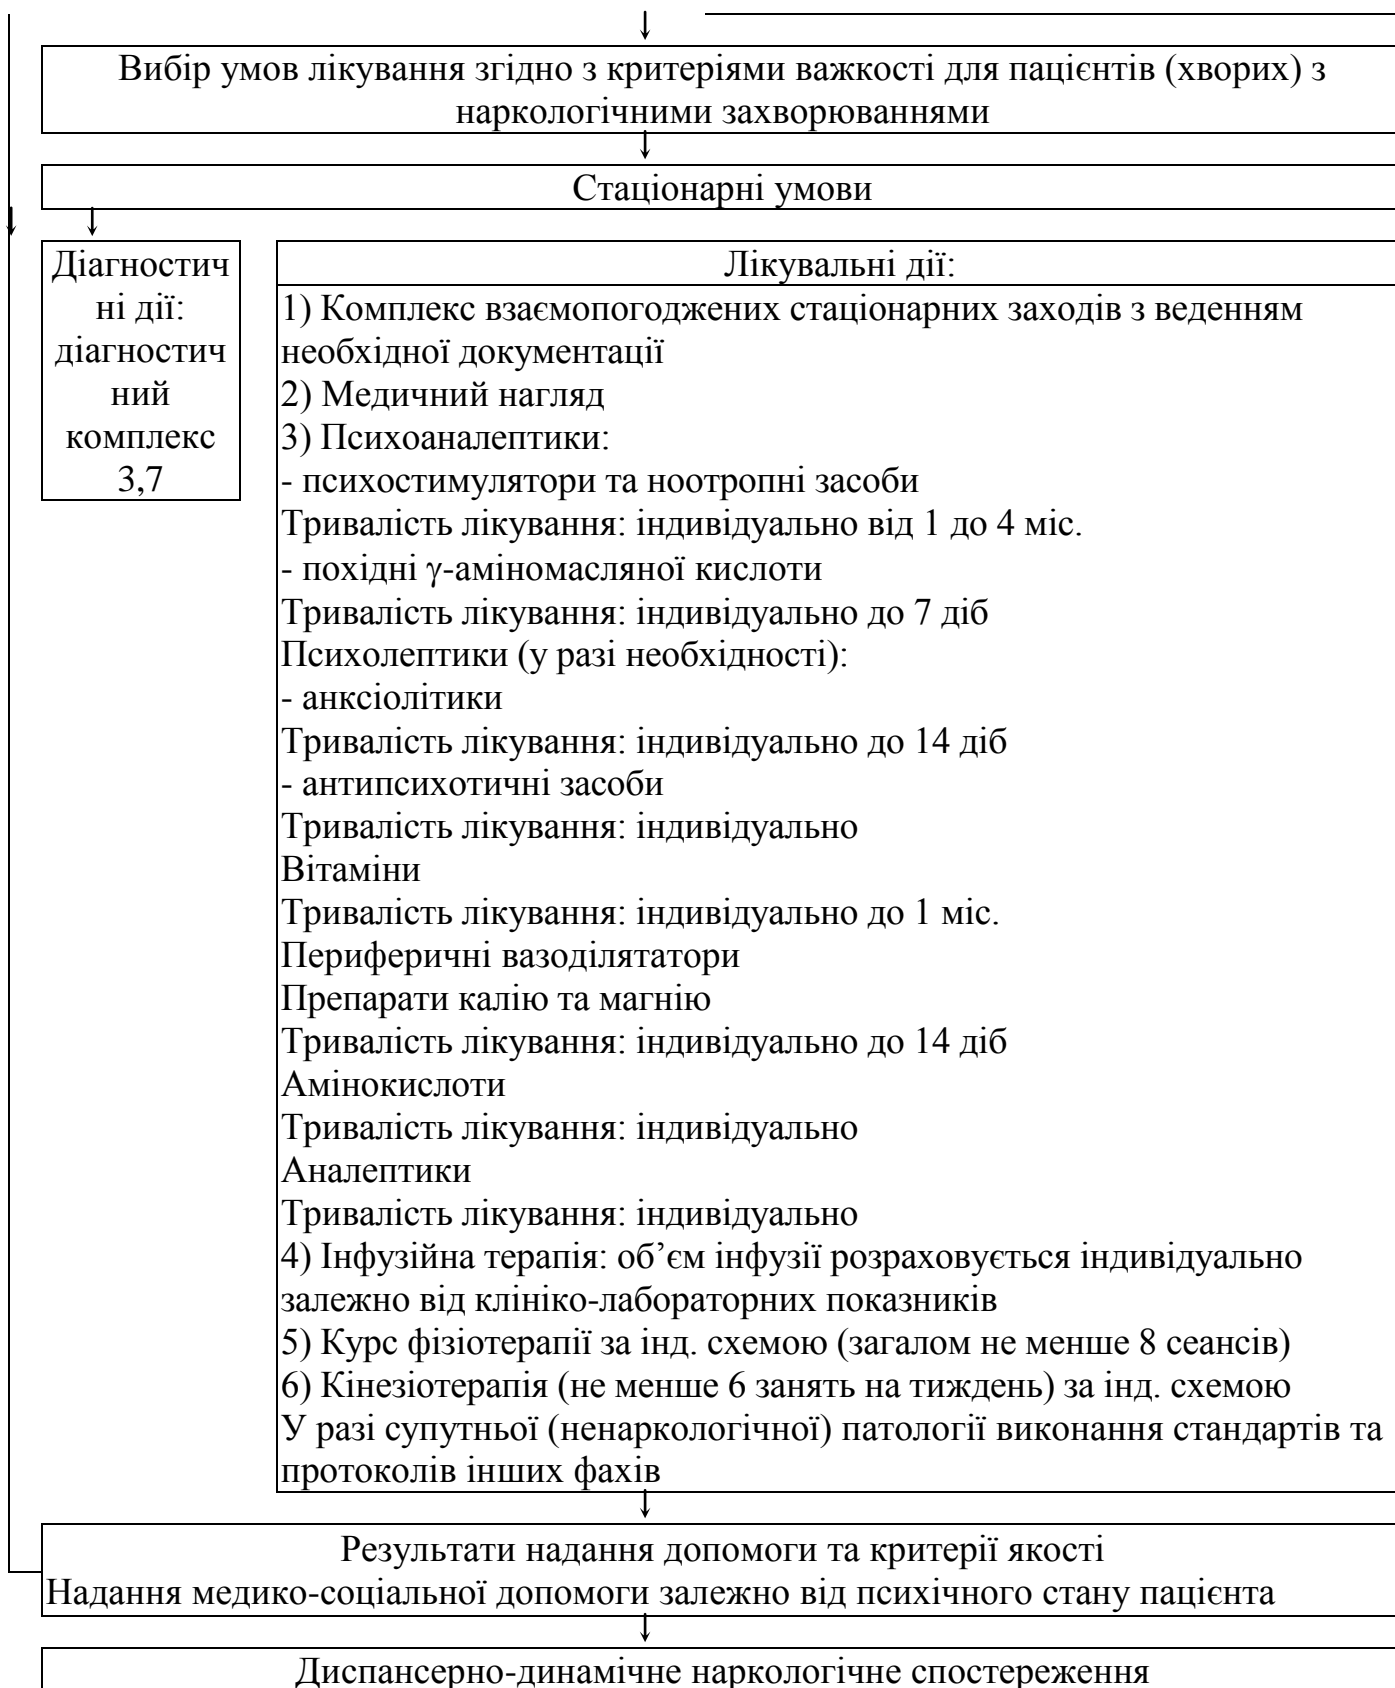 Вибір умов лікування згідно з критеріями важкості для пацієнтів (хворих) з
наркологічними захворюваннями
Стаціонарні умови
Діагностич
ні дії:
діагностич
ний
комплекс
3,7
Лікувальні дії:
1) Комплекс взаємопогоджених стаціонарних заходів з веденням
необхідної документації
2) Медичний нагляд
3) Психоаналептики:
- психостимулятори та ноотропні засоби
Тривалість лікування: індивідуально від 1 до 4 міс.
- похідні γ-аміномасляної кислоти
Тривалість лікування: індивідуально до 7 діб
Психолептики (у разі необхідності):
- анксіолітики
Тривалість лікування: індивідуально до 14 діб
- антипсихотичні засоби
Тривалість лікування: індивідуально
Вітаміни
Тривалість лікування: індивідуально до 1 міс.
Периферичні вазоділятатори
Препарати калію та магнію
Тривалість лікування: індивідуально до 14 діб
Амінокислоти
Тривалість лікування: індивідуально
Аналептики
Тривалість лікування: індивідуально
4) Інфузійна терапія: об’єм інфузії розраховується індивідуально
залежно від клініко-лабораторних показників
5) Курс фізіотерапії за інд. схемою (загалом не менше 8 сеансів)
6) Кінезіотерапія (не менше 6 занять на тиждень) за інд. схемою
У разі супутньої (ненаркологічної) патології виконання стандартів та
протоколів інших фахів
Результати надання допомоги та критерії якості
Надання медико-соціальної допомоги залежно від психічного стану пацієнта
Диспансерно-динамічне наркологічне спостереження